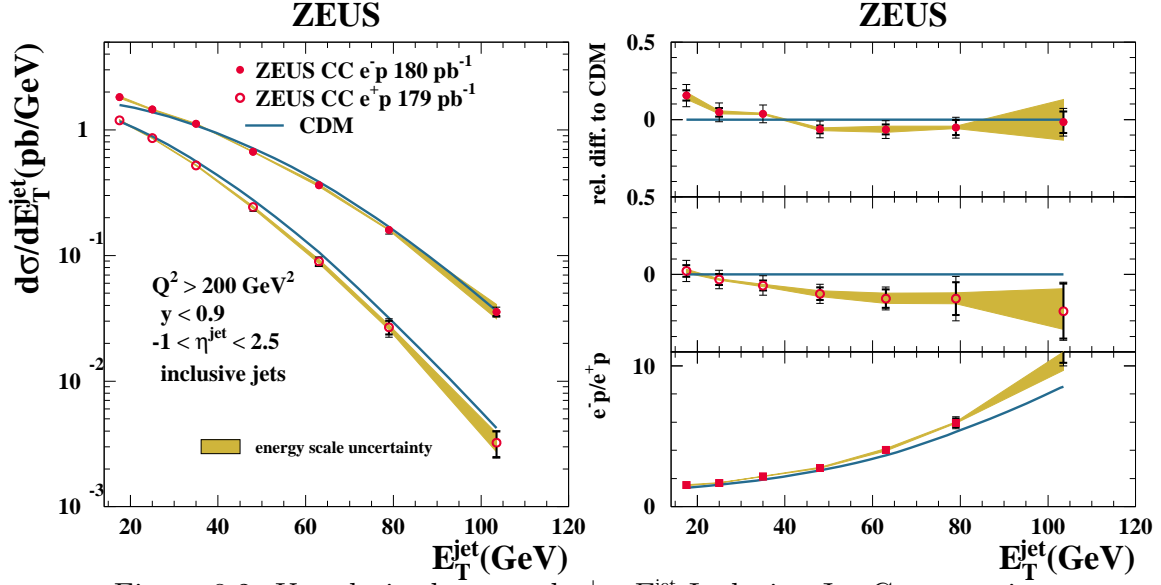 ZEUS
dσ/dE_T^jet(pb/GeV)
1
10^-1
10^-2
10^-3
ZEUS CC e^-p 180 pb^-1
ZEUS CC e^+p 179 pb^-1
CDM
Q^2 > 200 GeV^2
y < 0.9
-1 < η^jet < 2.5
inclusive jets
energy scale uncertainty
20 40 60 80 100 120
E_T^jet(GeV)
ZEUS
rel. diff. to CDM
0.5
0
0.5
0
e^-p/e^+p
10
0
20 40 60 80 100 120
E_T^jet(GeV)